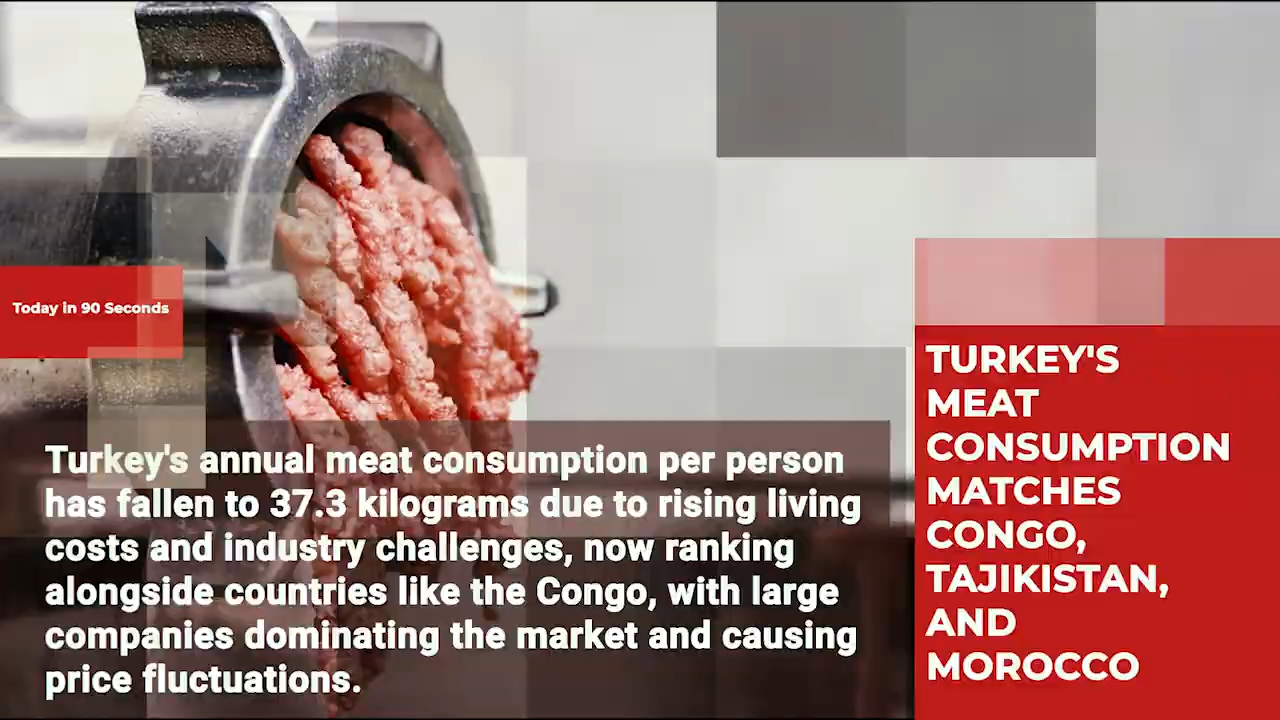 Today in 90 Seconds
Turkey's annual meat consumption per person
has fallen to 37.3 kilograms due to rising living
costs and industry challenges, now ranking
alongside countries like the Congo, with large
companies dominating the market and causing
price fluctuations.
TURKEY'S
MEAT
CONSUMPTION
MATCHES
CONGO,
TAJIKISTAN,
AND
MOROCCO